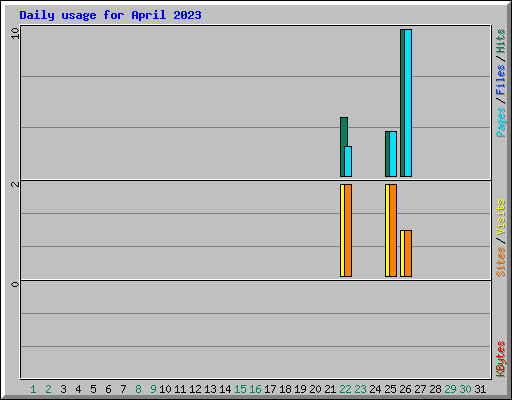 Daily usage for April 2023
10
2
0
Pages/Files/Hits
Sites/Visits
KBytes
1 2 3 4 5 6 7 8 9 10 11 12 13 14 15 16 17 18 19 20 21 22 23 24 25 26 27 28 29 30 31